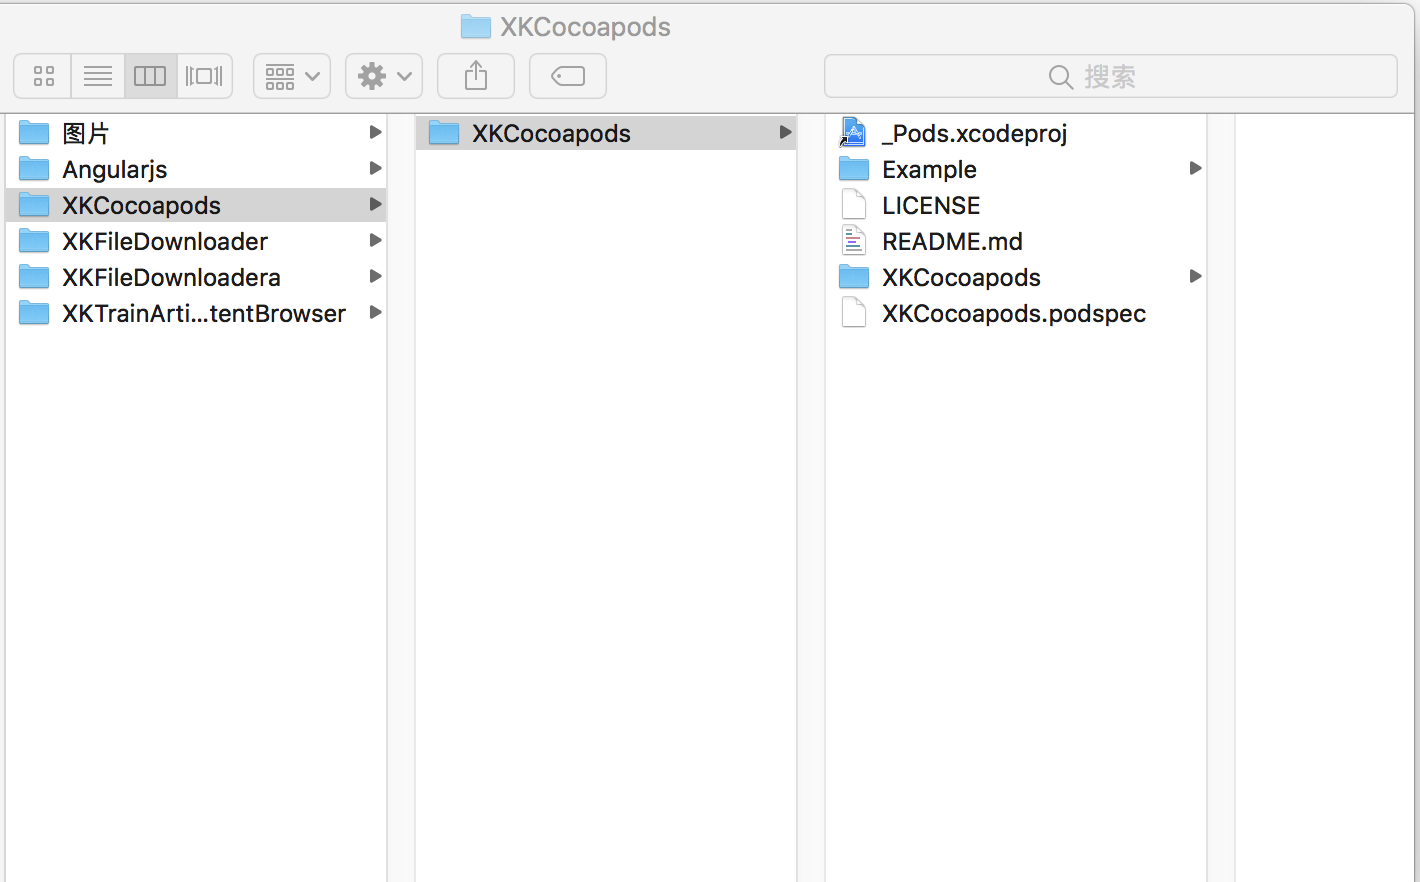 XKCocoapods
搜索
图片
Angularjs
XKCocoapods
XKFileDownloader
XKFileDownloadera
XKTrainArti...tentBrowser
XKCocoapods
_Pods.xcodeproj
Example
LICENSE
README.md
XKCocoapods
XKCocoapods.podspec